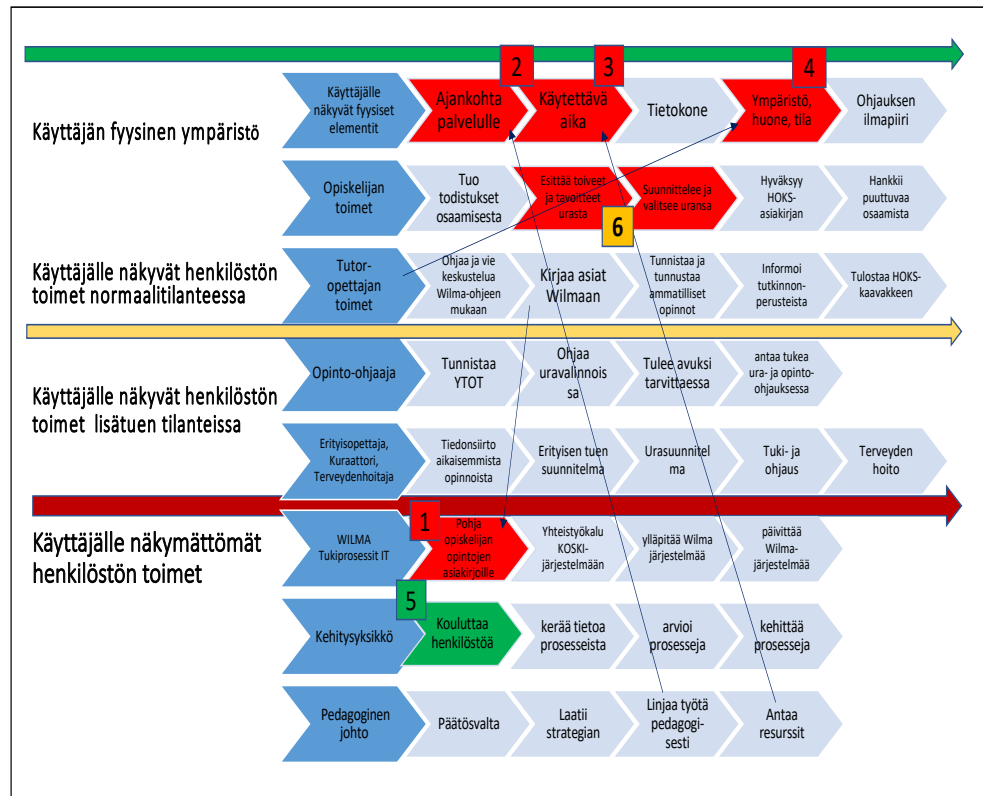 2
3
4
Käyttäjän fyysinen ympäristö
Käyttäjälle
näkyvät fyysiset
elementit
Ajankohta
palvelulle
Käytettävä
aika
Tietokone
Ympäristö,
huone, tila
Ohjauksen
ilmapiiri
Opiskelijan
toimet
Tuo
todistukset
osaamisesta
Esittää toiveet
ja tavoitteet
urasta
Suunnittelee ja
valitsee uransa
Hyväksyy
HOKS-
asiakirjan
Hankkii
puuttuvaa
osaamista
6
Käyttäjälle näkyvät henkilöstön
toimet normaalitilanteessa
Tutor-
opettajan
toimet
Ohjaa ja vie
keskustelua
Wilma-ohjeen
mukaan
Kirjaa asiat
Wilmaan
Tunnistaa ja
tunnustaa
ammatilliset
opinnot
Informoi
tutkinnon-
perusteista
Tulostaa HOKS-
kaavakkeen
Käyttäjälle näkyvät henkilöstön
toimet  lisätuen tilanteissa
Opinto-ohjaaja
Tunnistaa
YTOT
Ohjaa
uravalinnois
sa
Tulee avuksi
tarvittaessa
antaa tukea
ura- ja opinto-
ohjauksessa
Erityisopettaja,
Kuraattori,
Terveydenhoitaja
Tiedonsiirto
aikaisemmista
opinnoista
Erityisen tuen
suunnitelma
Urasuunnitel
ma
Tuki- ja
ohjaus
Terveyden
hoito
Käyttäjälle näkymättömät
henkilöstön toimet
1
WILMA
Tukiprosessit IT
Pohja
opiskelijan
opintojen
asiakirjoille
Yhteistyökalu
KOSKI-
järjestelmään
ylläpitää Wilma
järjestelmää
päivittää
Wilma-
järjestelmää
5
Kehitysyksikkö
Kouluttaa
henkilöstöä
kerää tietoa
prosesseista
arvioi
prosesseja
kehittää
prosesseja
Pedagoginen
johto
Päätösvalta
Laatii
strategian
Linjaa työtä
pedagogi-
sesti
Antaa
resurssit